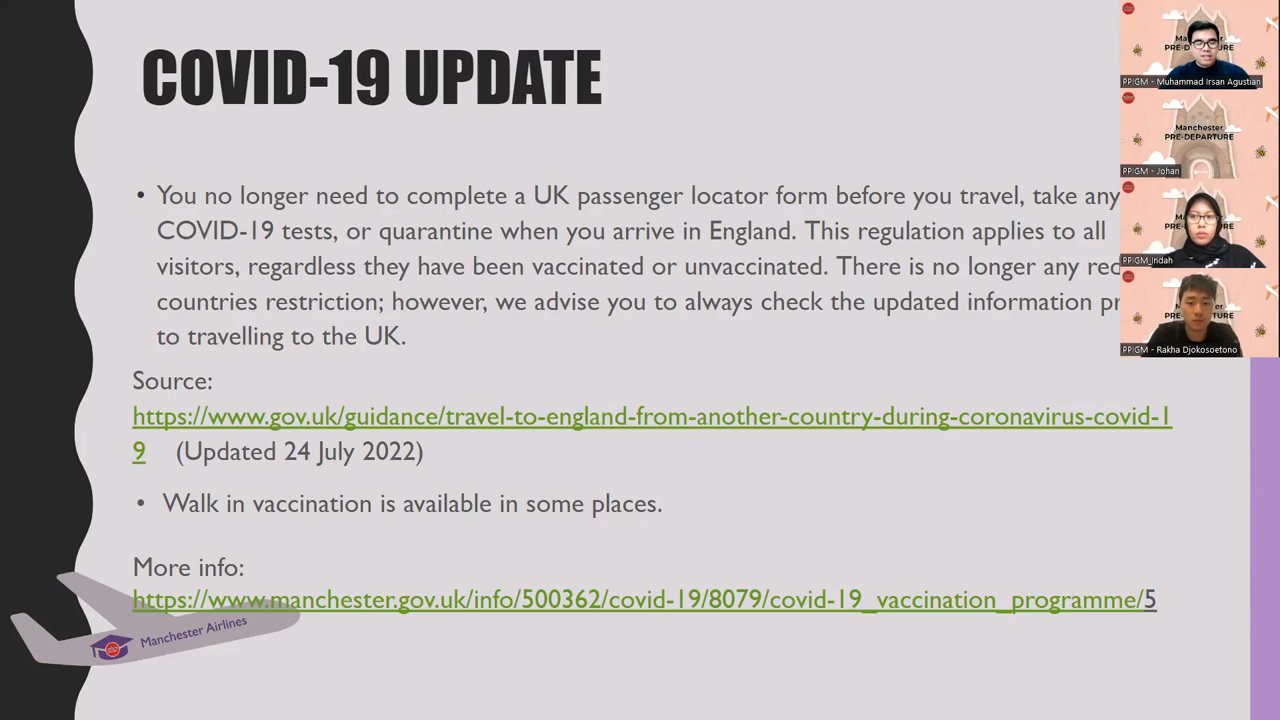 COVID-19 UPDATE
• You no longer need to complete a UK passenger locator form before you travel, take any
COVID-19 tests, or quarantine when you arrive in England. This regulation applies to all
visitors, regardless they have been vaccinated or unvaccinated. There is no longer any
countries restriction; however, we advise you to always check the updated information
to travelling to the UK.
Source:
https://www.gov.uk/guidance/travel-to-england-from-another-country-during-coronavirus-covid-1
9 (Updated 24 July 2022)
• Walk in vaccination is available in some places.
More info:
https://www.manchester.gov.uk/info/500362/covid-19/8079/covid-19_vaccination_programme/5
Manchester Airlines
PPIGM - Muhammad Irsan Agustian
Manchester
PRE-DEPARTURE
PPIGM - Johan
PPIGM_Indah
PPIGM - Rakha Djokosoetono